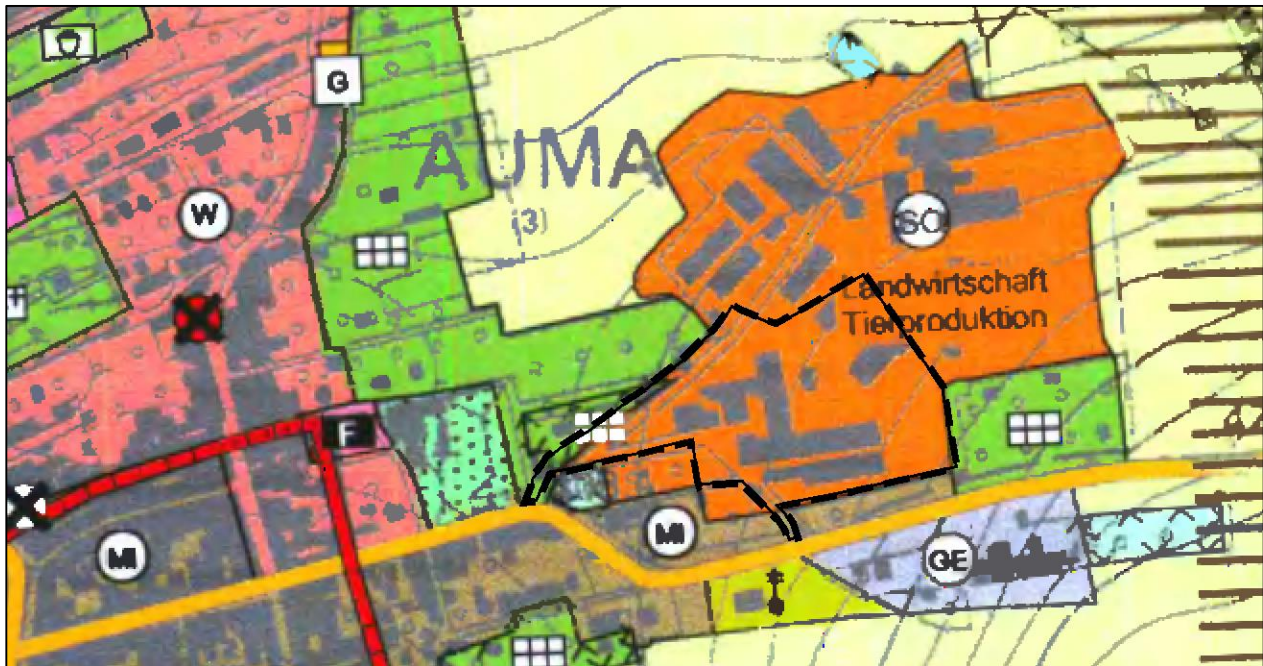 G
AUMA
(3)
W
SO
Landwirtschaft
Tierproduktion
F
MI
MI
GE